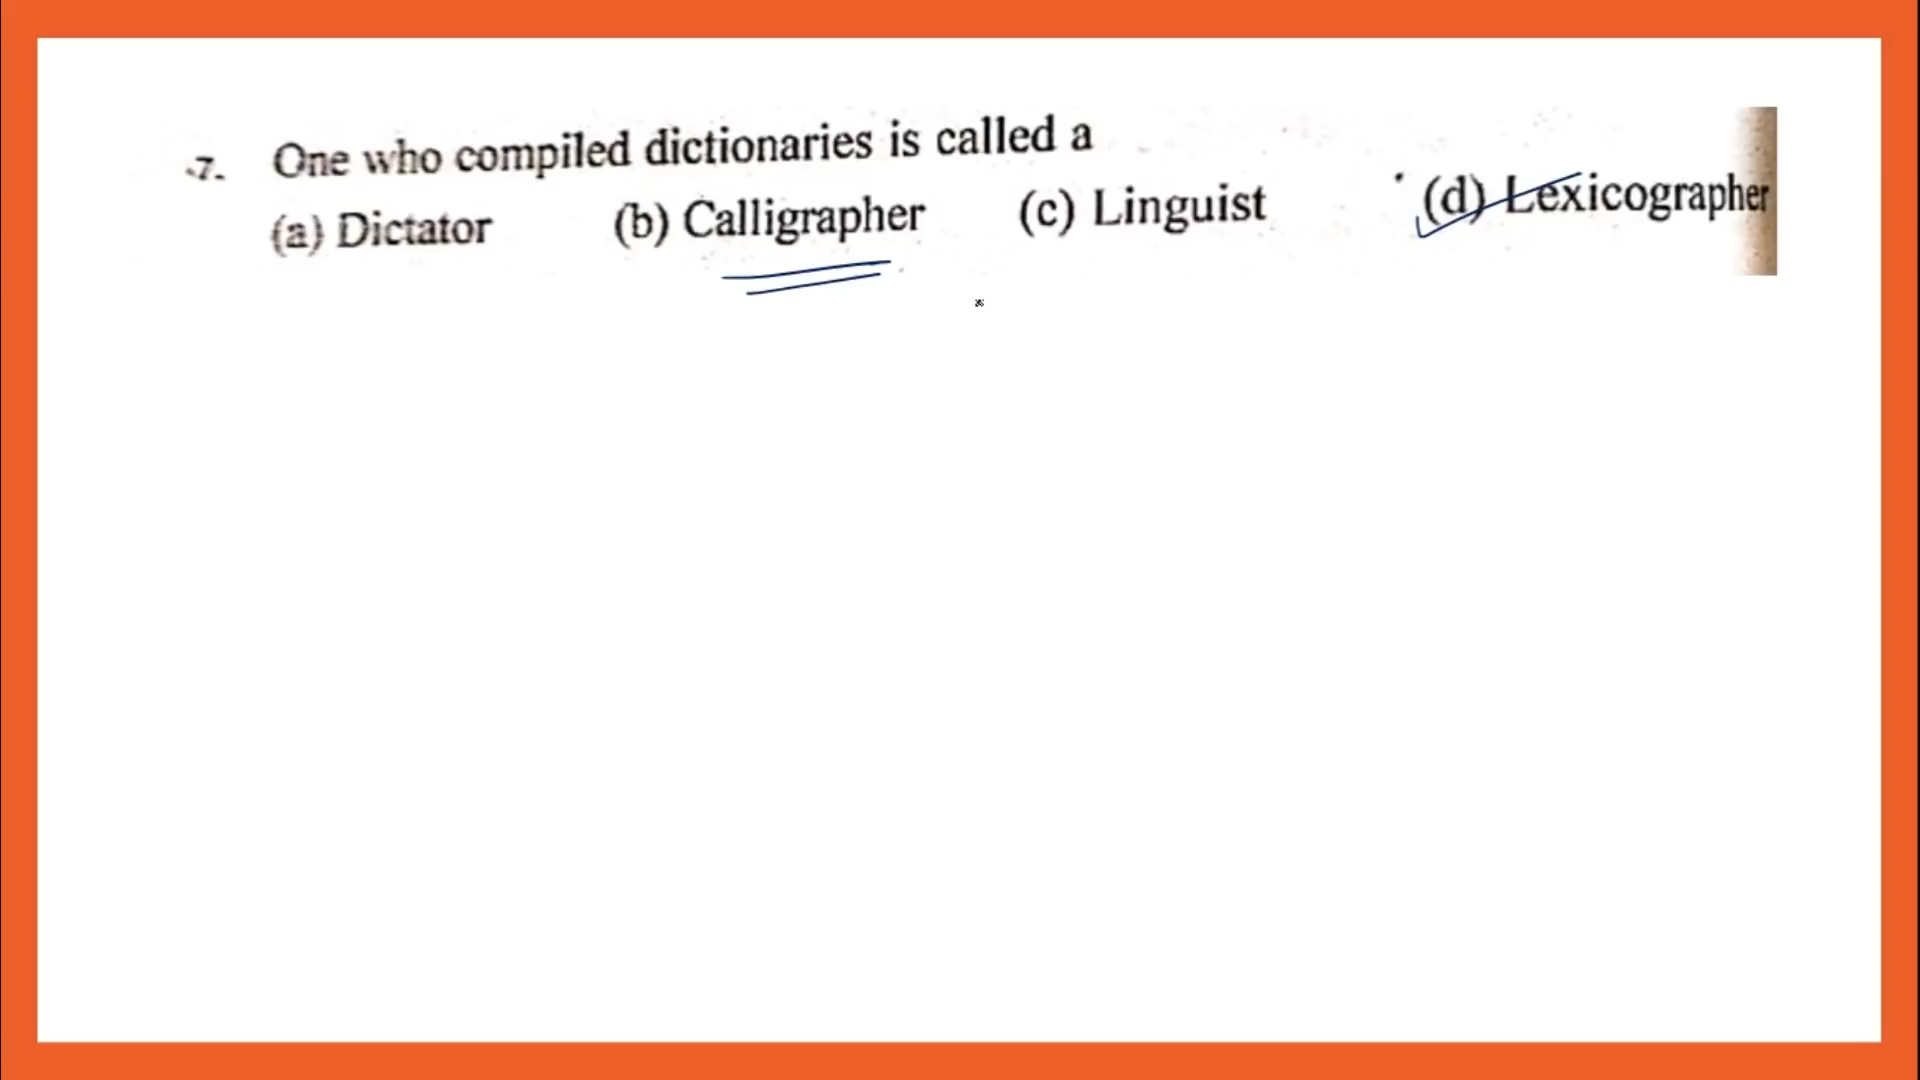 7. One who compiled dictionaries is called a
(a) Dictator (b) Calligrapher (c) Linguist (d) Lexicographer